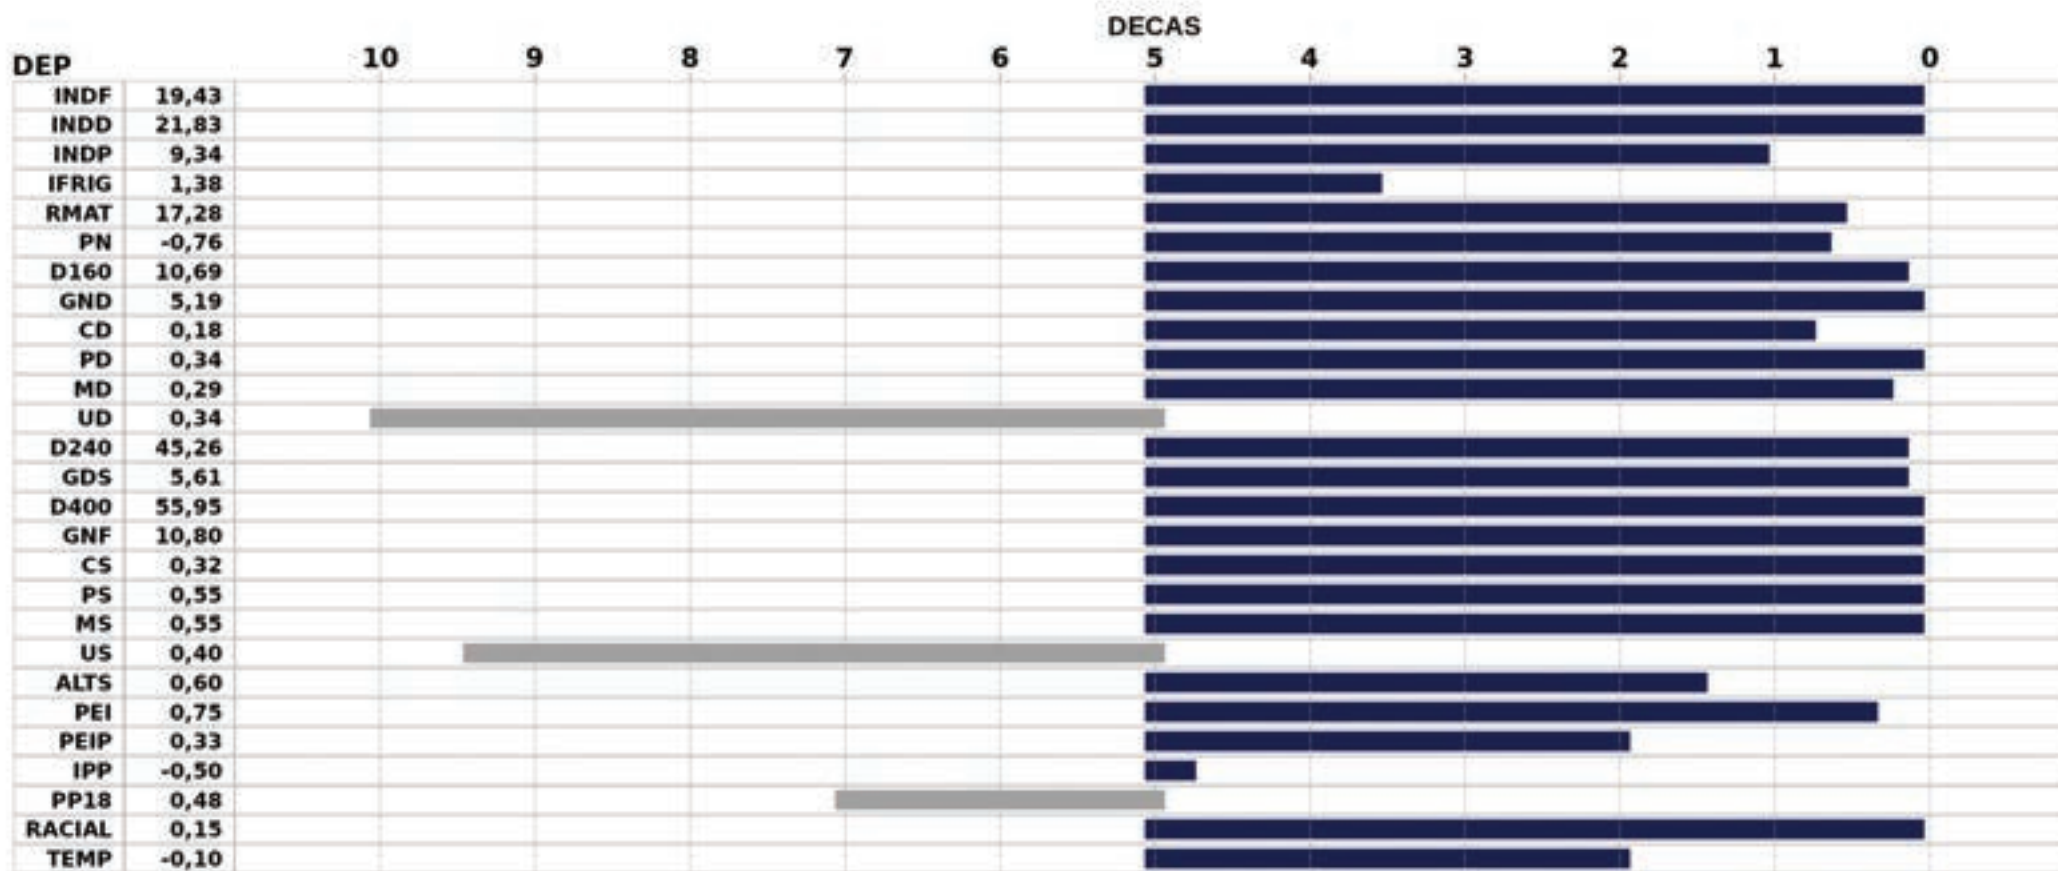 DECAS
DEP 10 9 8 7 6 5 4 3 2 1 0
INDF 19,43
INDD 21,83
INDP 9,34
IFRIG 1,38
RMAT 17,28
PN -0,76
D160 10,69
GND 5,19
CD 0,18
PD 0,34
MD 0,29
UD 0,34
D240 45,26
GDS 5,61
D400 55,95
GNF 10,80
CS 0,32
PS 0,55
MS 0,55
US 0,40
ALTS 0,60
PEI 0,75
PEIP 0,33
IPP -0,50
PP18 0,48
RACIAL 0,15
TEMP -0,10